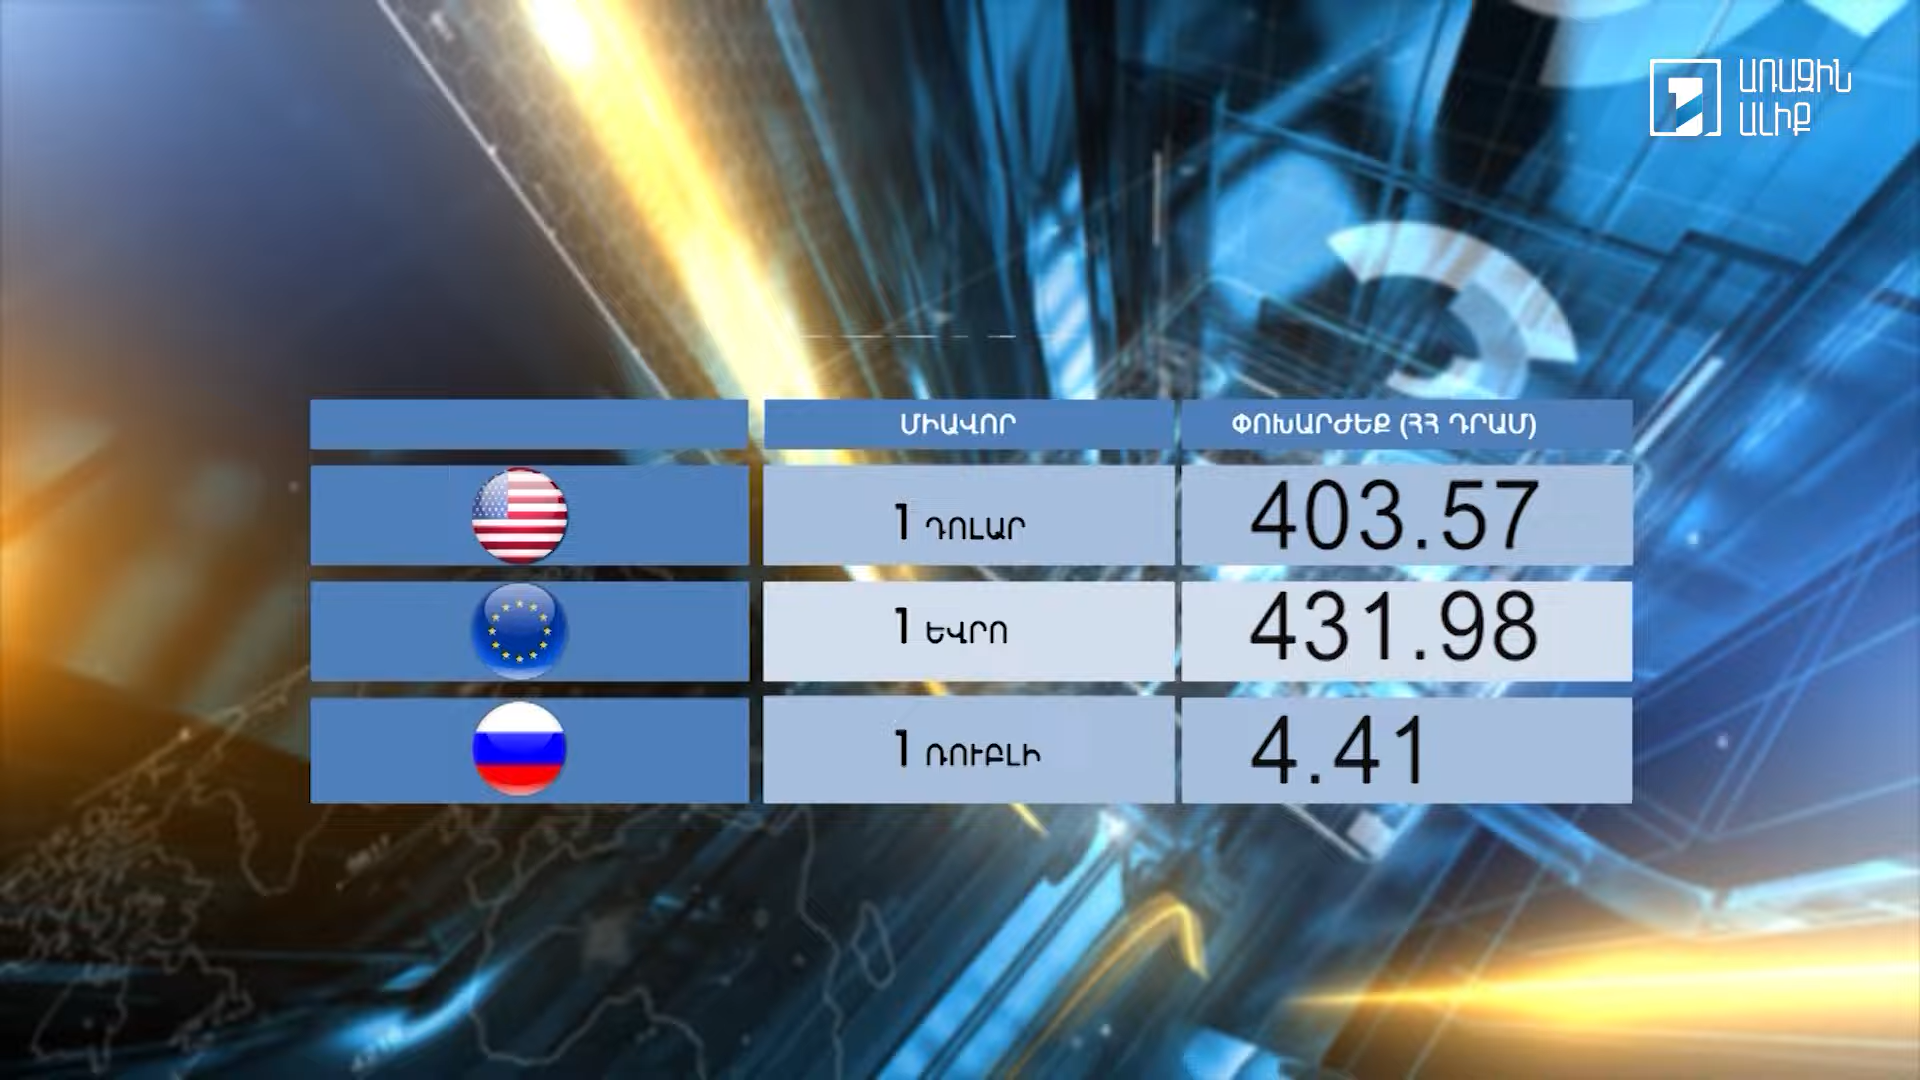 ԱՌԱՋԻՆ
ԱԼԻՔ
ՄԻԱՎՈՐ ՓՈԽԱՐԺԵՔ (ՀՀ ԴՐԱՄ)
1 ԴՈԼԱՐ 403.57
1 ԵՎՐՈ 431.98
1 ՌՈՒԲԼԻ 4.41